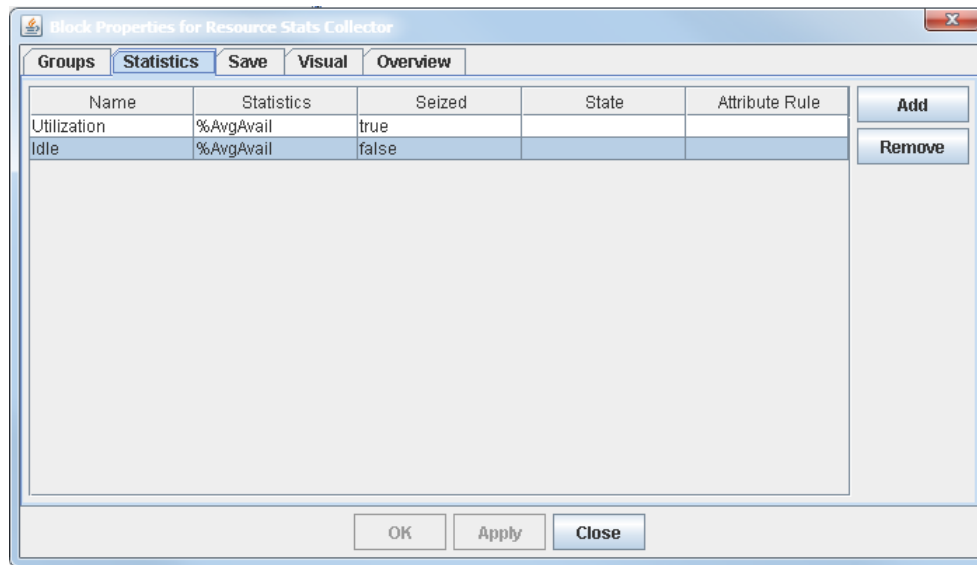 Block Properties for Resource Stats Collector
Groups Statistics Save Visual Overview
Name Statistics Seized State Attribute Rule Add
Utilization %AvgAvail true
Idle %AvgAvail false Remove
OK Apply Close